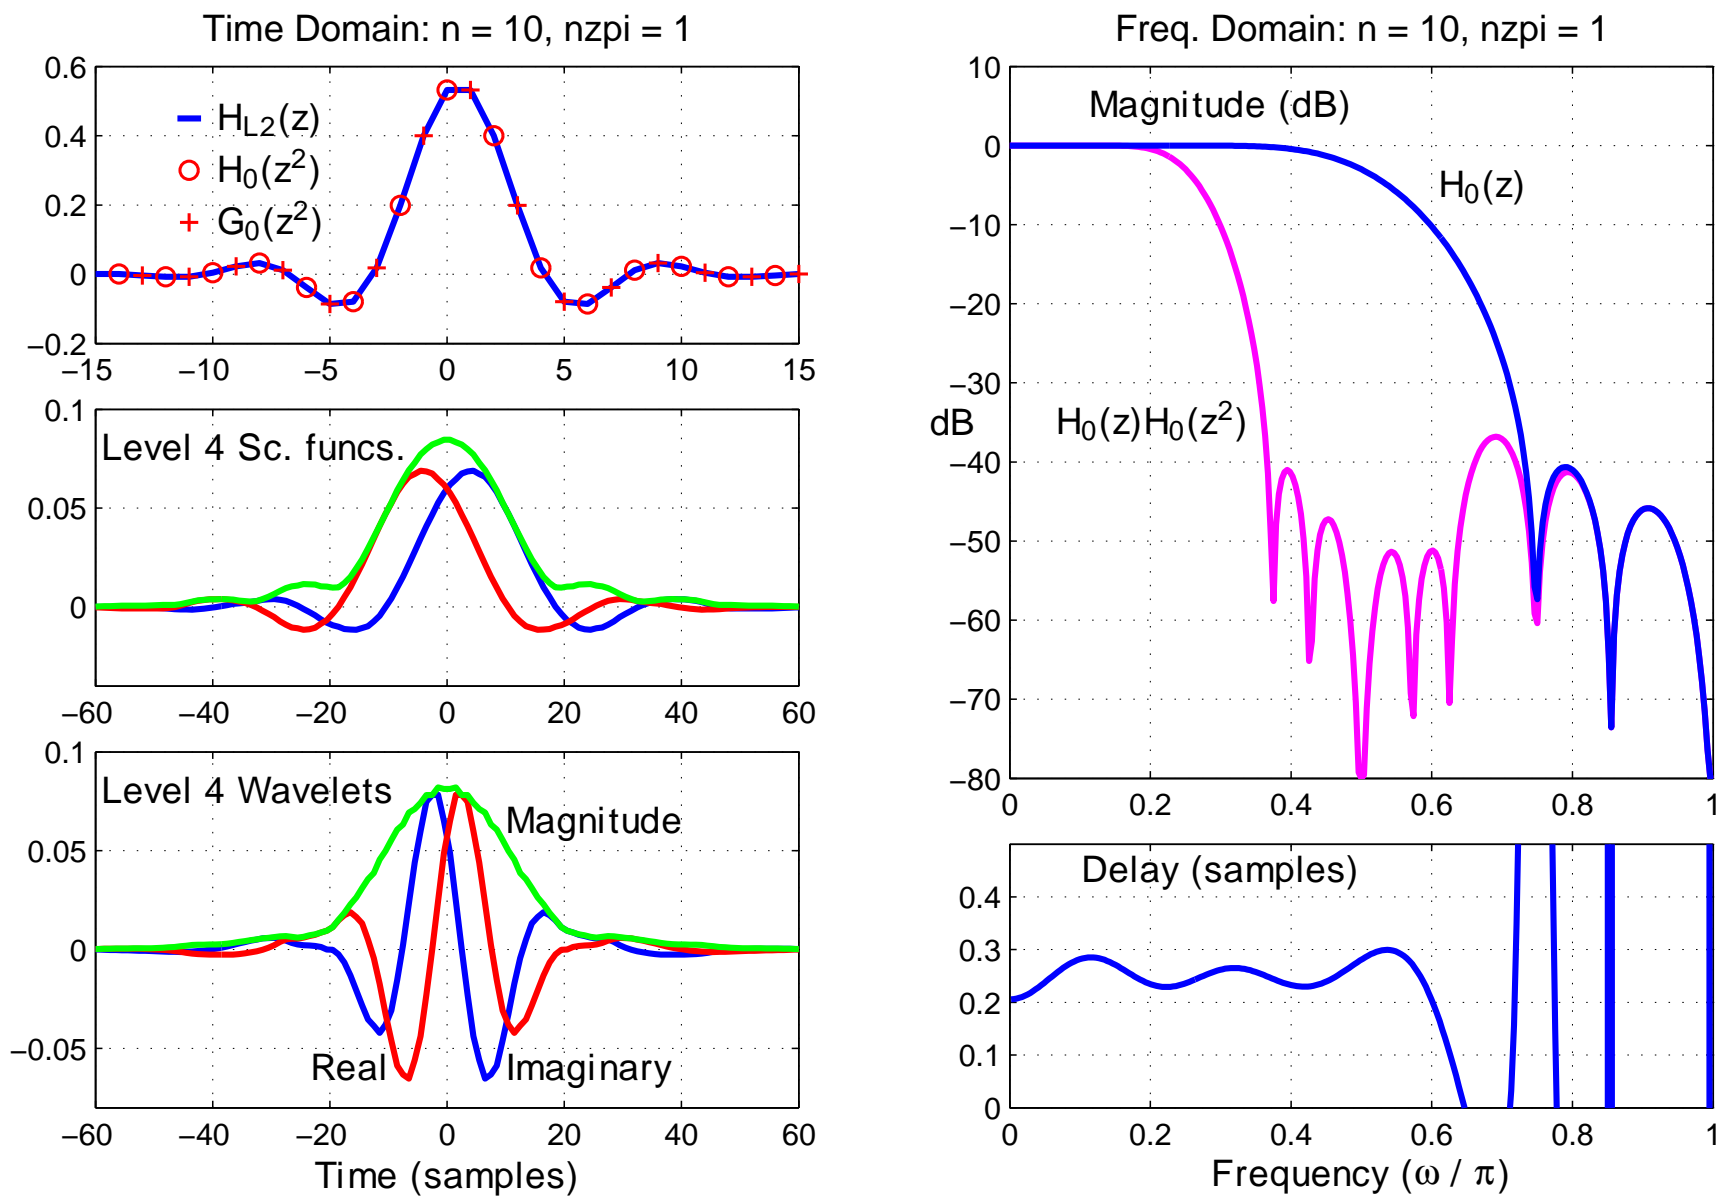 Time Domain: n = 10, nzpi = 1
0.6
0.4
0.2
0
−0.2
H_L2(z)
H_0(z^2)
G_0(z^2)
−15 −10 −5 0 5 10 15
0.1
0.05
0
Level 4 Sc. funcs.
−60 −40 −20 0 20 40 60
0.1
0.05
0
−0.05
Level 4 Wavelets
Magnitude
Real
Imaginary
−60 −40 −20 0 20 40 60
Time (samples)
Freq. Domain: n = 10, nzpi = 1
10
0
−10
−20
−30
dB
−40
−50
−60
−70
−80
Magnitude (dB)
H_0(z)
H_0(z)H_0(z^2)
0 0.2 0.4 0.6 0.8 1
0.4
0.3
0.2
0.1
0
Delay (samples)
0 0.2 0.4 0.6 0.8 1
Frequency (ω / π)